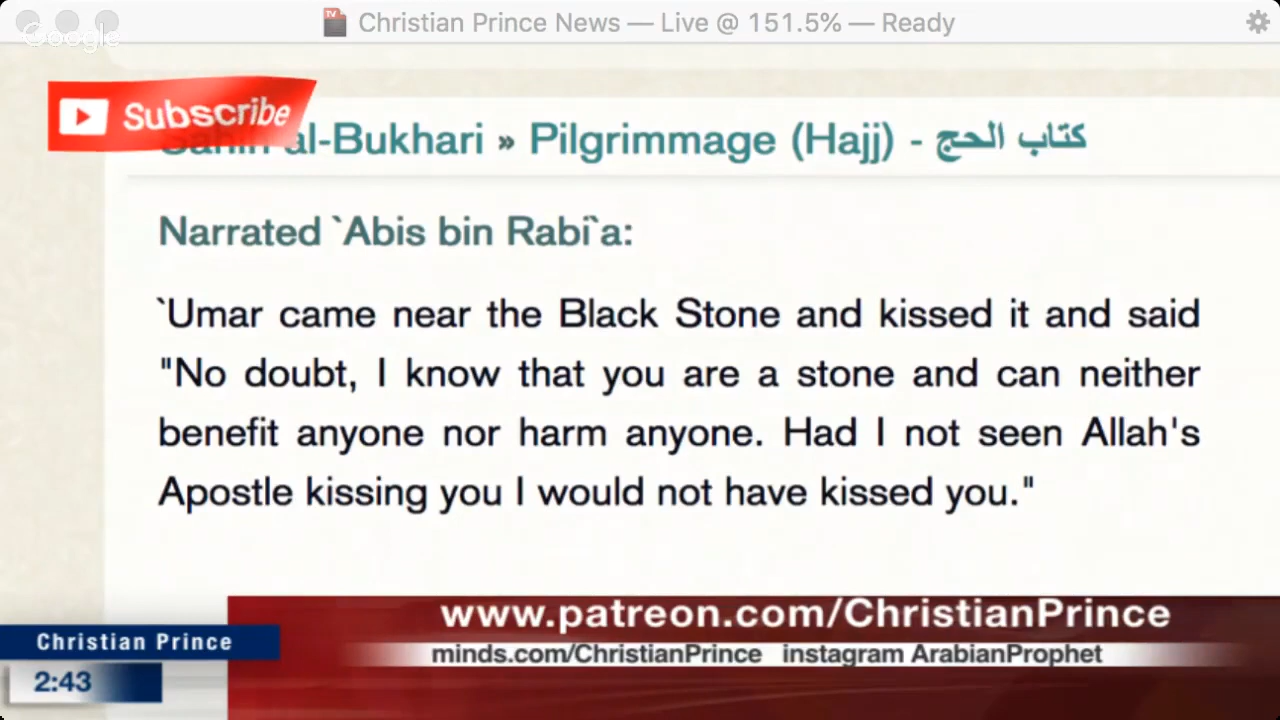 Christian Prince News — Live @ 151.5% — Ready
Google
Subscribe
Sahih al-Bukhari » Pilgrimmage (Hajj) - كتاب الحج
Narrated `Abis bin Rabi`a:
`Umar came near the Black Stone and kissed it and said
"No doubt, I know that you are a stone and can neither
benefit anyone nor harm anyone. Had I not seen Allah's
Apostle kissing you I would not have kissed you."
www.patreon.com/ChristianPrince
Christian Prince
minds.com/ChristianPrince instagram ArabianProphet
2:43